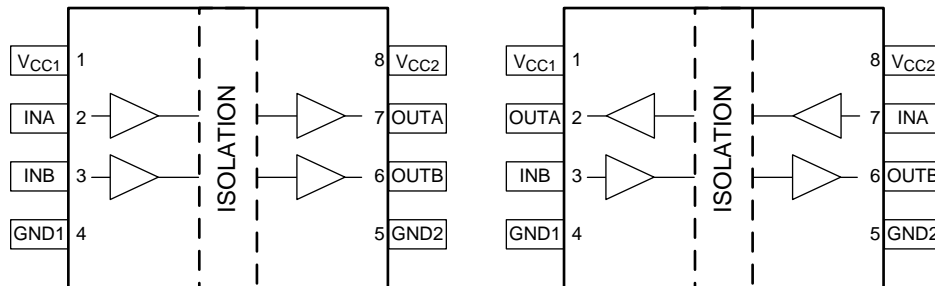 VCC1 1 8 VCC2
INA 2 7 OUTA
INB 3 6 OUTB
GND1 4 5 GND2
ISOLATION
VCC1 1 8 VCC2
OUTA 2 7 INA
INB 3 6 OUTB
GND1 4 5 GND2
ISOLATION